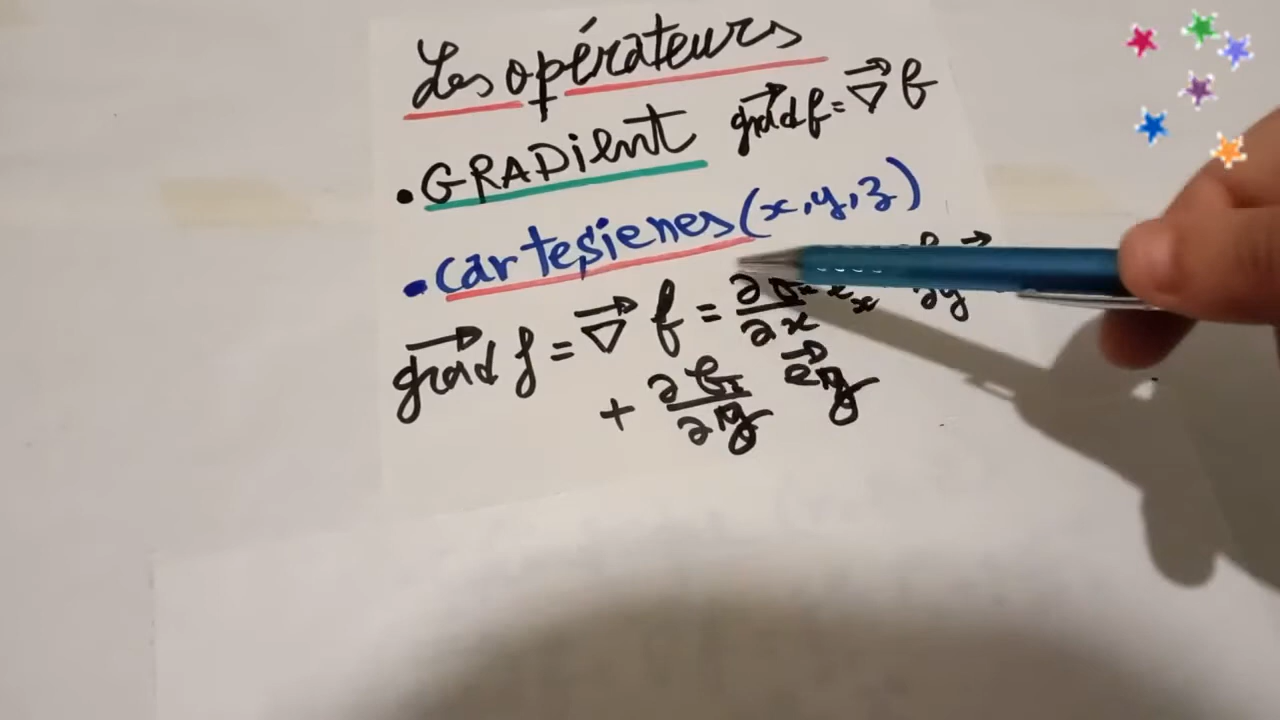 Les opérateurs
• GRADient grad f = ∇ f
• cartesienes (x, y, z)
grad f = ∇ f = ∂ / ∂x ∂y
+ ∂f / ∂z e z